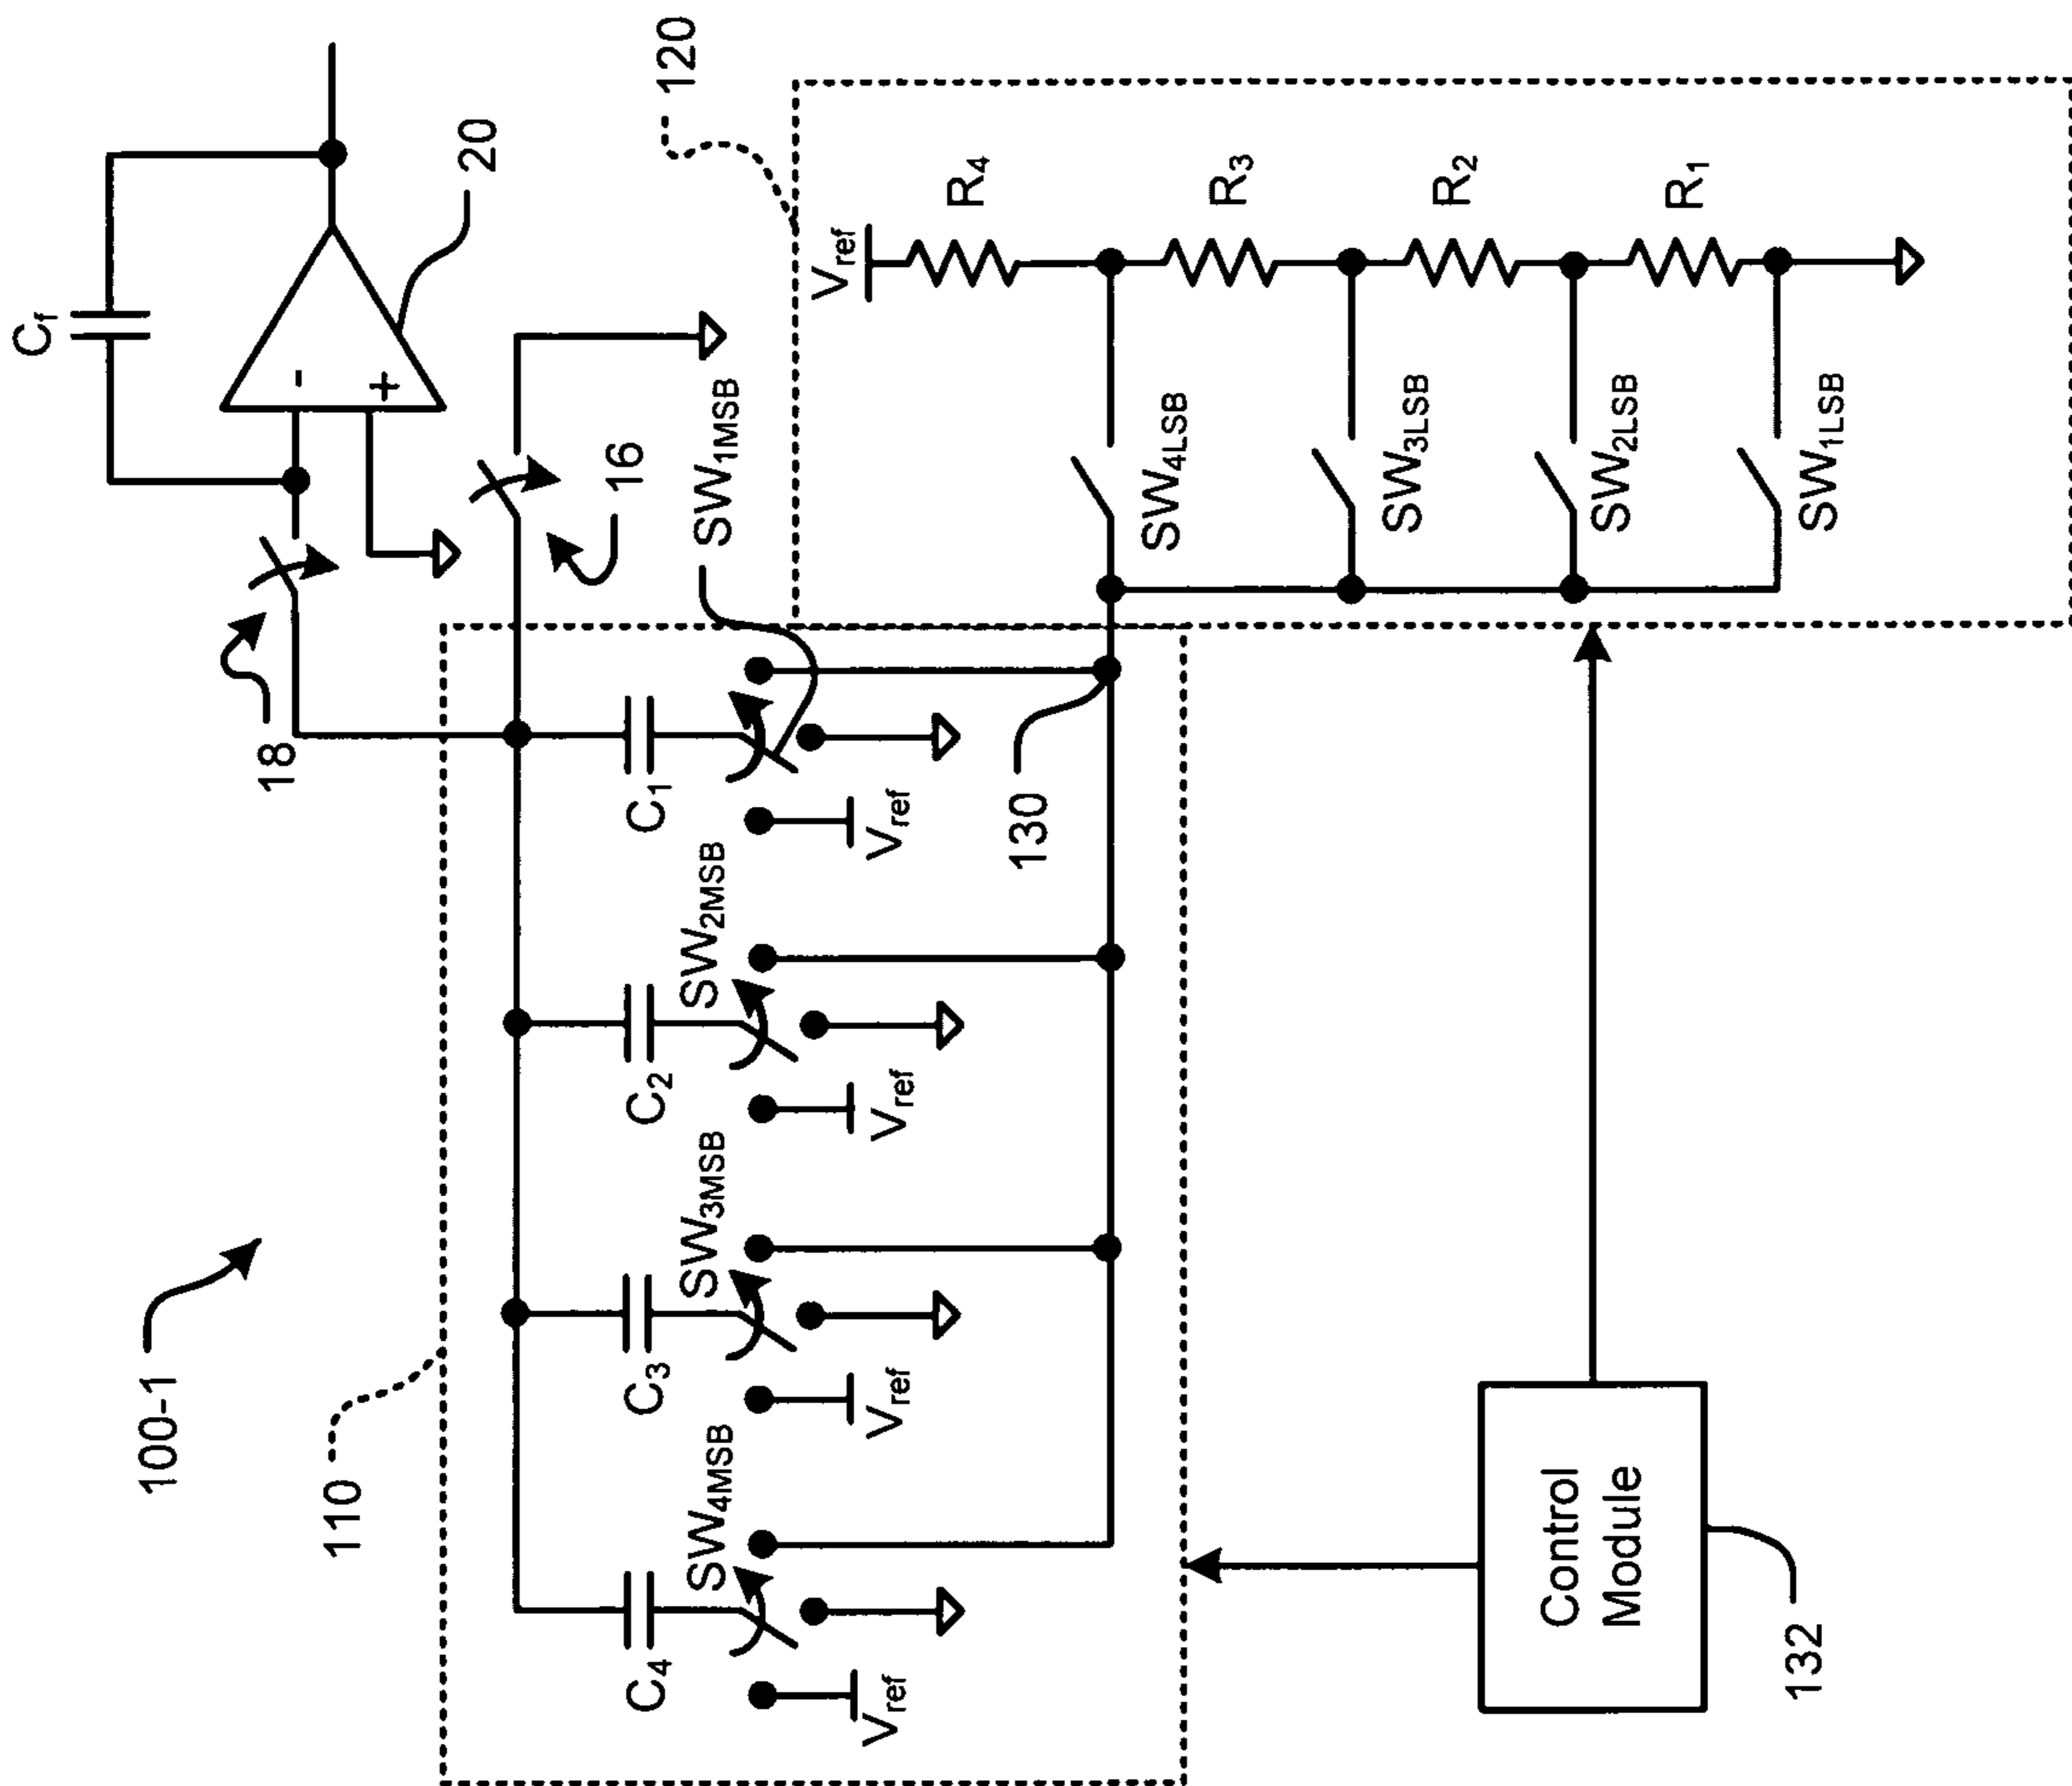 100-1
110
18
C_f
-
+
20
16
SW_1MSB
120
C_4
C_3
C_2
C_1
SW_4MSB
SW_3MSB
SW_2MSB
V_ref
V_ref
V_ref
V_ref
130
V_ref
R_4
R_3
R_2
R_1
SW_4LSB
SW_3LSB
SW_2LSB
SW_1LSB
Control
Module
132